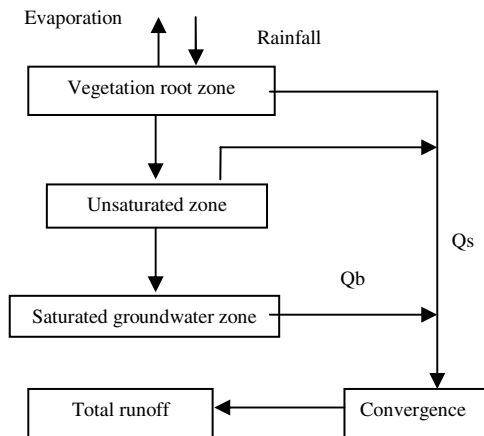 Evaporation
Rainfall
Vegetation root zone
Unsaturated zone
Qs
Qb
Saturated groundwater zone
Total runoff
Convergence